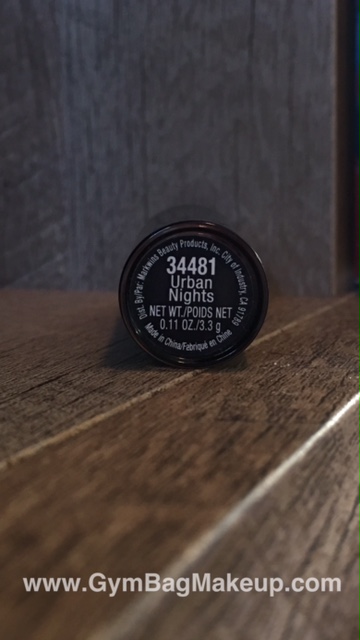 Dist. By/Par: Markwins Beauty Products, Inc. City of Industry, CA 91789
34481
Urban
Nights
NET WT./POIDS NET
0.11 OZ./3.3 g
Made in China/Fabriqué en Chine
www.GymBagMakeup.com